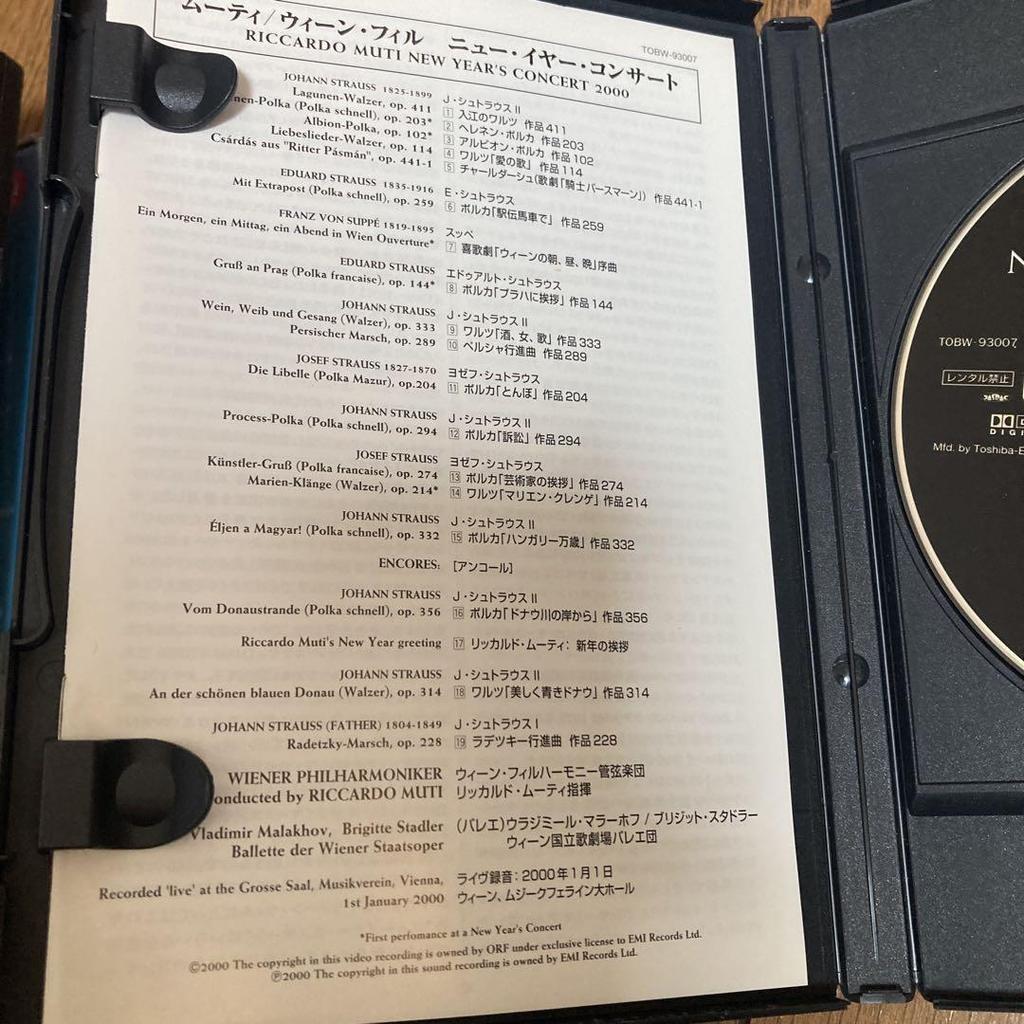 ムーティ/ウィーン・フィル ニュー・イヤー・コンサート
RICCARDO MUTI NEW YEAR'S CONCERT 2000
TOBW-93007
JOHANN STRAUSS 1825-1899 J・シュトラウス II
Lagunen-Walzer, op. 411 1 入江のワルツ 作品411
(Polka schnell), op. 203* 2 ヘレネン・ポルカ 作品203
Albion-Polka, op. 102* 3 アルビオン・ポルカ 作品102
Liebeslieder-Walzer, op. 114 4 ワルツ「愛の歌」作品114
Csárdás aus "Ritter Pásmán", op. 441-1 5 チャールダーシュ(歌劇「騎士パースマーン」) 作品441-1
EDUARD STRAUSS 1835-1916 E・シュトラウス
Mit Extrapost (Polka schnell), op. 259 6 ポルカ「駅伝馬車で」 作品259
FRANZ VON SUPPÉ 1819-1895 スッペ
Ein Morgen, ein Mittag, ein Abend in Wien Ouverture* 7 喜歌劇「ウィーンの朝、昼、晩」序曲
EDUARD STRAUSS エドゥアルト・シュトラウス
Gruß an Prag (Polka francaise), op. 144* 8 ポルカ「プラハに挨拶」作品144
JOHANN STRAUSS J・シュトラウス II
Wein, Weib und Gesang (Walzer), op. 333 9 ワルツ「酒、女、歌」作品333
Persischer Marsch, op. 289 10 ペルシャ行進曲 作品289
JOSEF STRAUSS 1827-1870 ヨゼフ・シュトラウス
Die Libelle (Polka Mazur), op.204 11 ポルカ「とんぼ」作品204
JOHANN STRAUSS J・シュトラウス II
Process-Polka (Polka schnell), op. 294 12 ポルカ「訴訟」作品294
JOSEF STRAUSS ヨゼフ・シュトラウス
Künstler-Gruß (Polka francaise), op. 274 13 ポルカ「芸術家の挨拶」作品274
Marien-Klänge (Walzer), op. 214* 14 ワルツ「マリエン・クレンゲ」作品214
JOHANN STRAUSS J・シュトラウス II
Éljen a Magyar! (Polka schnell), op. 332 15 ポルカ「ハンガリー万歳」作品332
ENCORES: [アンコール]
JOHANN STRAUSS J・シュトラウス II
Vom Donaustrande (Polka schnell), op. 356 16 ポルカ「ドナウ川の岸から」作品356
Riccardo Muti's New Year greeting 17 リッカルド・ムーティ: 新年の挨拶
JOHANN STRAUSS J・シュトラウス II
An der schönen blauen Donau (Walzer), op. 314 18 ワルツ「美しく青きドナウ」作品314
JOHANN STRAUSS (FATHER) 1804-1849 J・シュトラウス I
Radetzky-Marsch, op. 228 19 ラデツキー行進曲 作品228
WIENER PHILHARMONIKER ウィーン・フィルハーモニー管弦楽団
onducted by RICCARDO MUTI リッカルド・ムーティ指揮
Vladimir Malakhov, Brigitte Stadler (バレエ)ウラジミール・マラーホフ / ブリジット・スタドラー
Ballette der Wiener Staatsoper ウィーン国立歌劇場バレエ団
Recorded 'live' at the Grosse Saal, Musikverein, Vienna, ライヴ録音: 2000年1月1日
1st January 2000 ウィーン、ムジークフェライン大ホール
*First perfomance at a New Year's Concert
©2000 The copyright in this video recording is owned by ORF under exclusive license to EMI Records Ltd.
℗2000 The copyright in this sound recording is owned by EMI Records Ltd.
N
TOBW-93007
レンタル禁止
DIGI
Mfd. by Toshiba-E